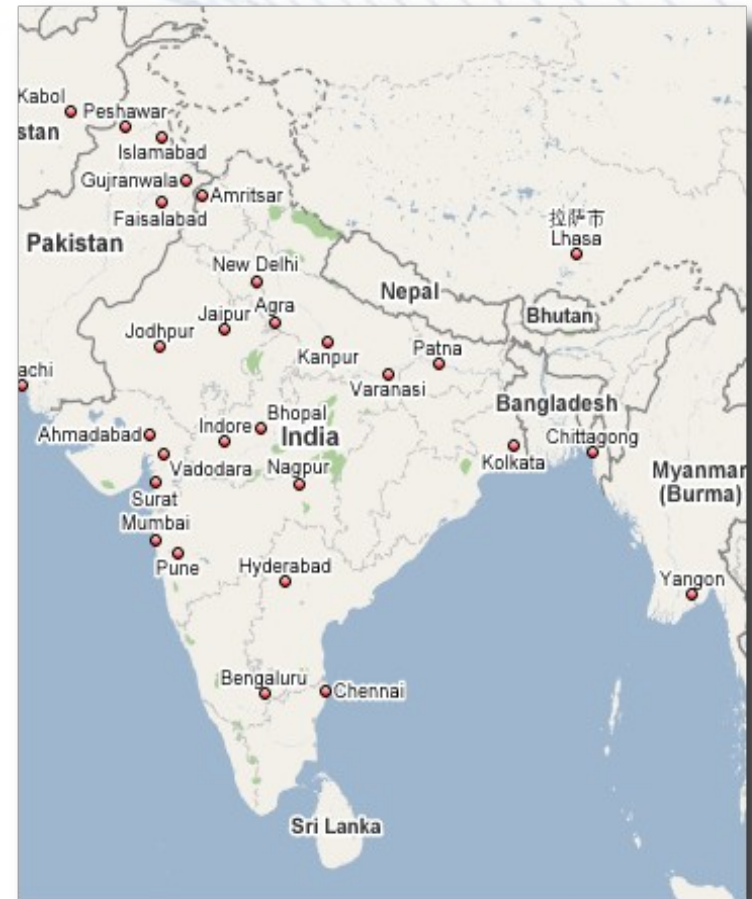 Kabol
Peshawar
stan
Islamabad
Gujranwala
Amritsar
Faisalabad
拉萨市
Lhasa
Pakistan
New Delhi
Nepal
Bhutan
Jaipur
Agra
Jodhpur
Kanpur
Patna
achi
Varanasi
Bangladesh
Ahmadabad
Indore
Bhopal
India
Chittagong
Kolkata
Vadodara
Nagpur
Myanmar
(Burma)
Surat
Mumbai
Pune
Hyderabad
Yangon
Bengaluru
Chennai
Sri Lanka